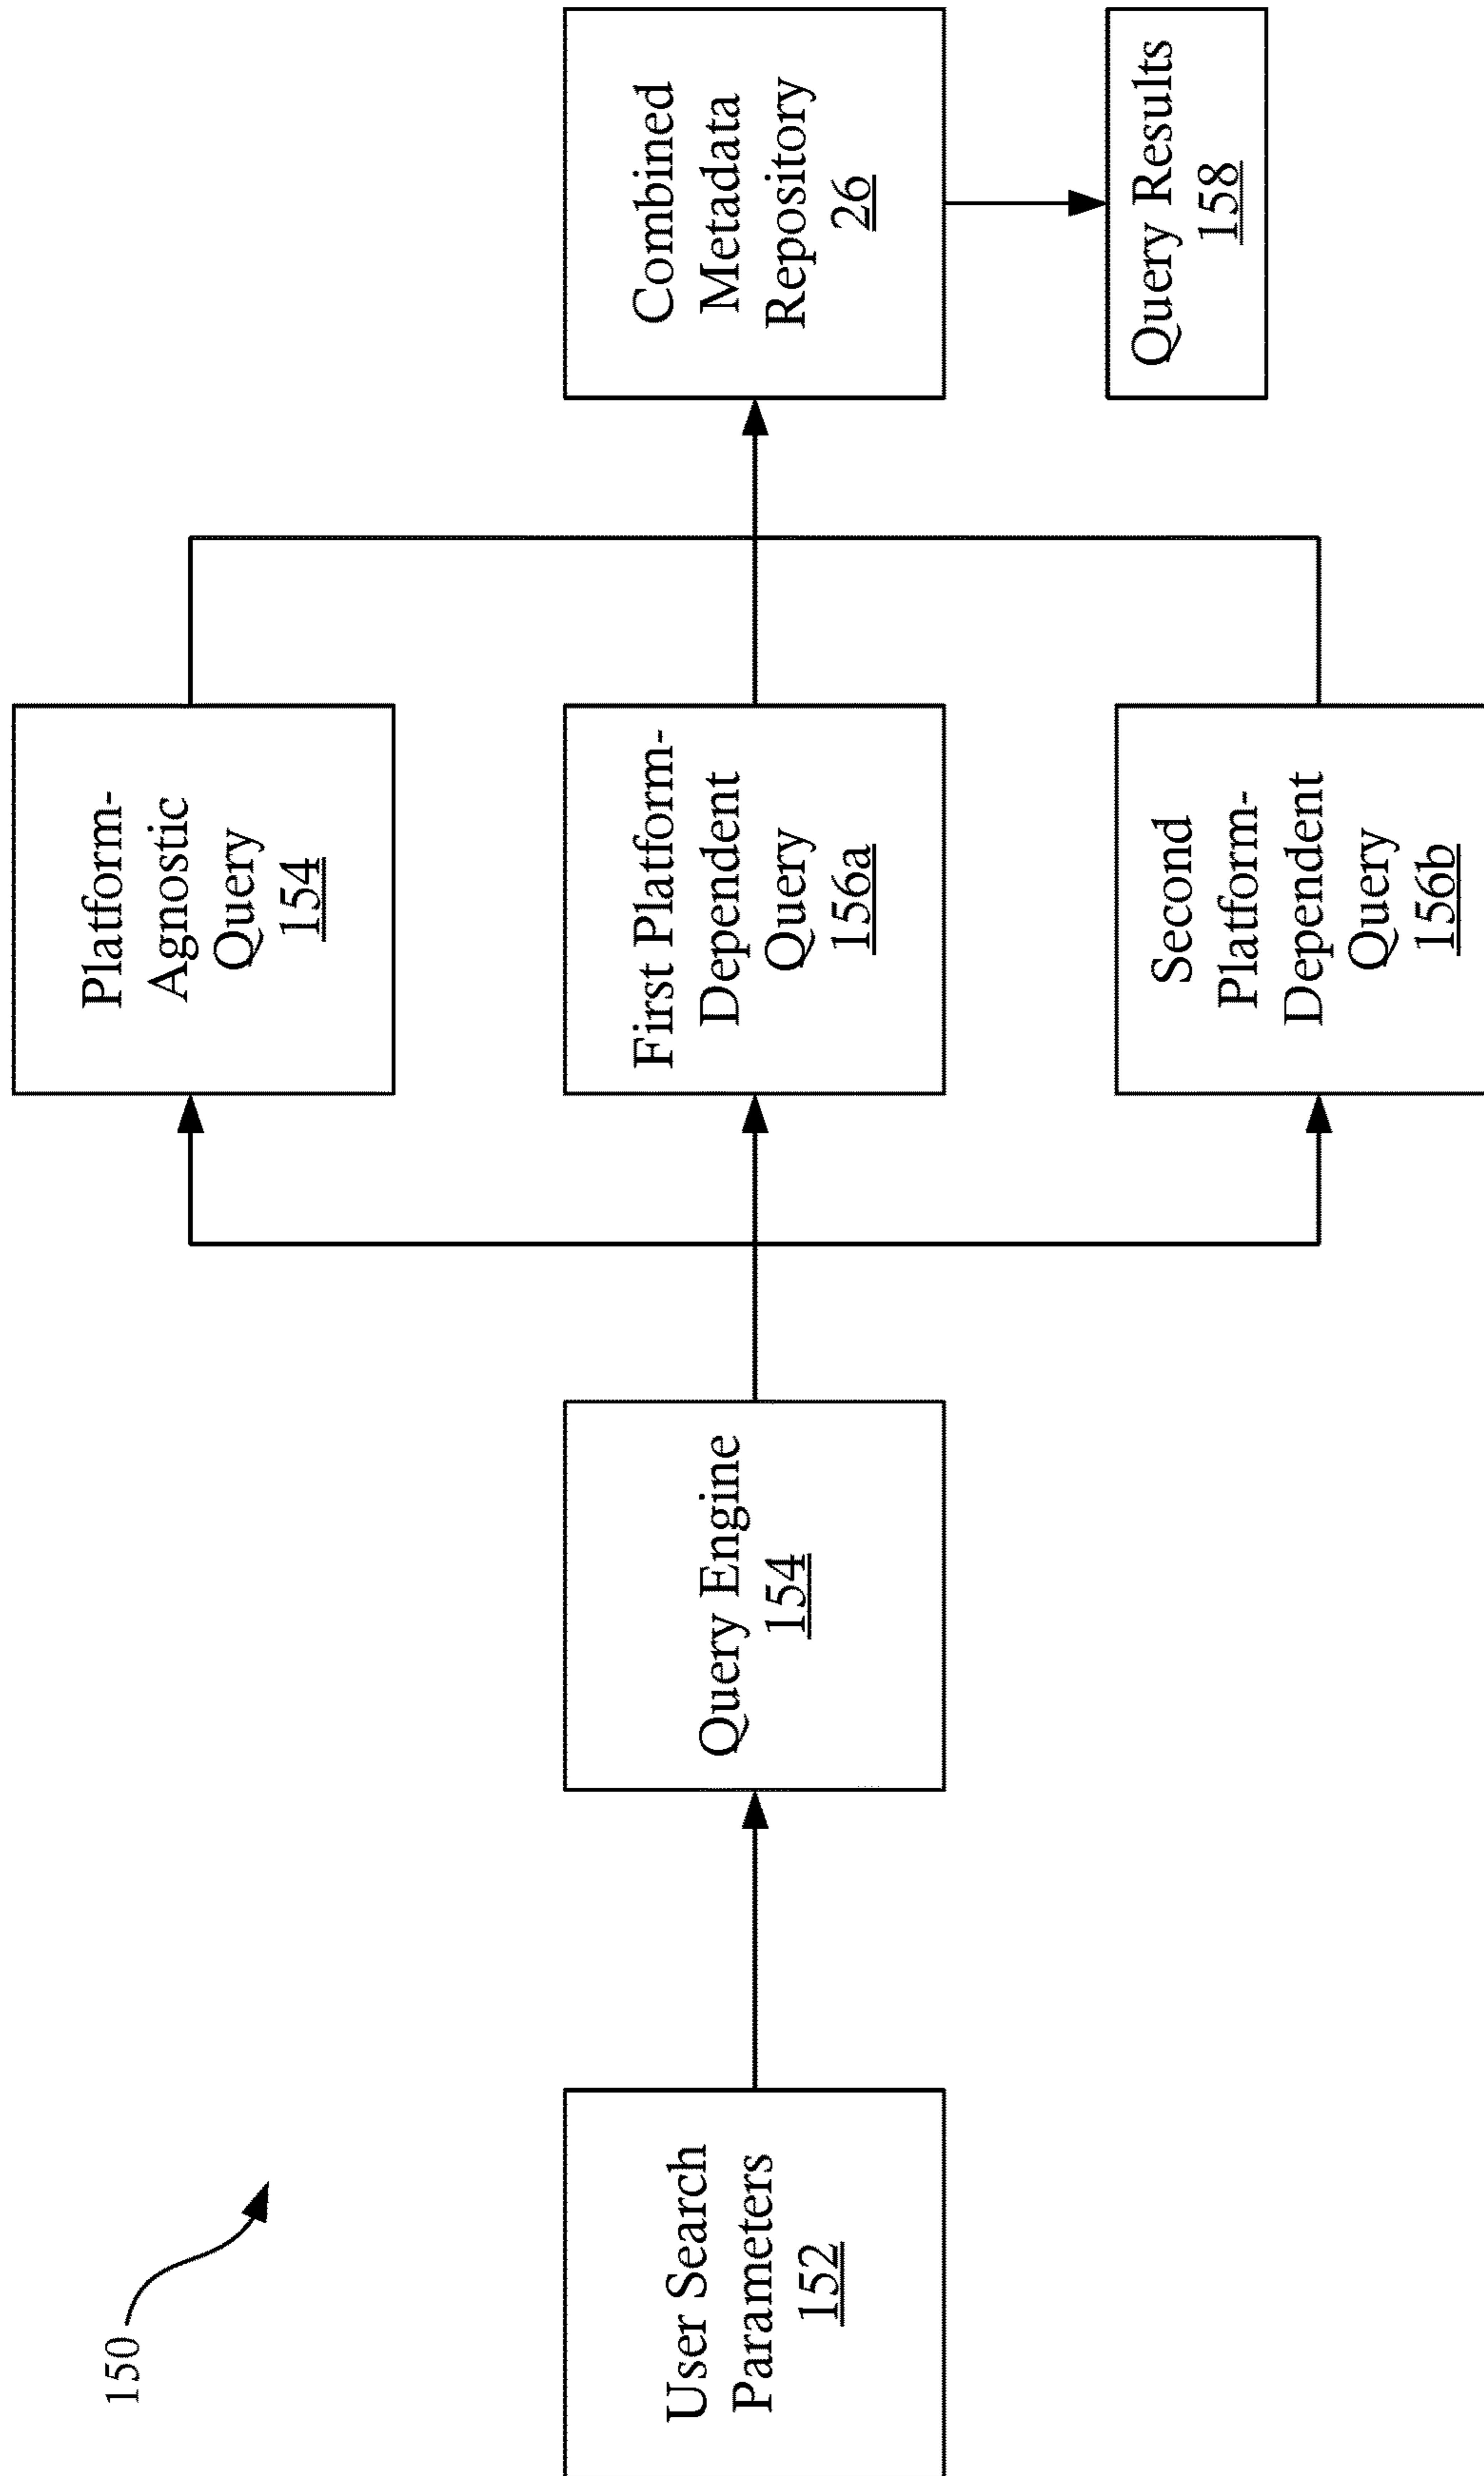 150
User Search
Parameters
152
Query Engine
154
Platform-
Agnostic
Query
154
First Platform-
Dependent
Query
156a
Second
Platform-
Dependent
Query
156b
Combined
Metadata
Repository
26
Query Results
158